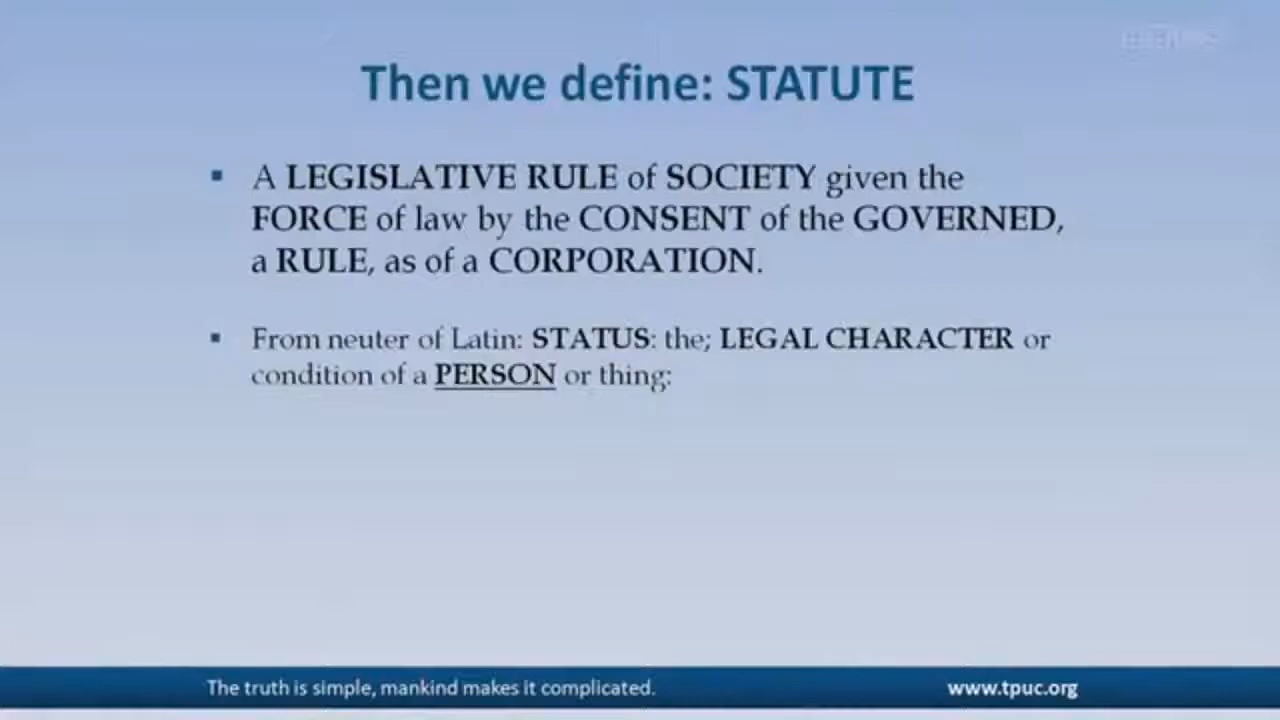 Then we define: STATUTE
▪ A LEGISLATIVE RULE of SOCIETY given the
FORCE of law by the CONSENT of the GOVERNED,
a RULE, as of a CORPORATION.
▪ From neuter of Latin: STATUS: the; LEGAL CHARACTER or
condition of a PERSON or thing:
The truth is simple, mankind makes it complicated.
www.tpuc.org